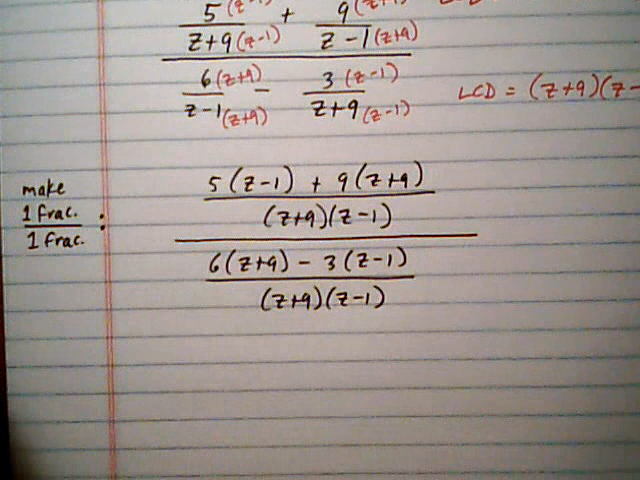 5(z-1) + 9(z+9)
z+9(z-1) z-1(z+9)
6(z+9) - 3(z-1)
z-1(z+9) z+9(z-1) LCD = (z+9)(z-
make 5(z-1) + 9(z+9)
1 frac. : (z+9)(z-1)
1 frac. 6(z+9) - 3(z-1)
(z+9)(z-1)